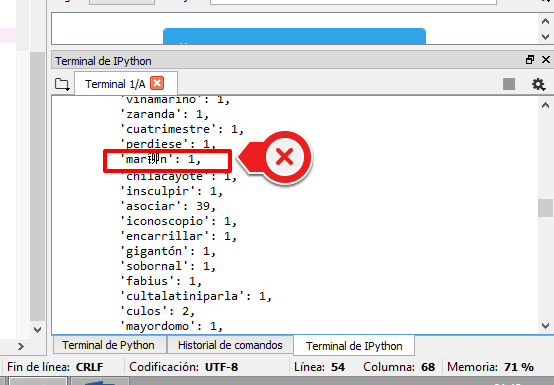 Terminal de IPython
Terminal 1/A
'vinamarino': 1,
'zaranda': 1,
'cuatrimestre': 1,
'perdiese': 1,
1,
'chilacayote': 1,
'insculpir': 1,
'asociar': 39,
'iconoscopio': 1,
'encarrillar': 1,
'gigantón': 1,
'sobornal': 1,
'fabius': 1,
'cultalatiniparla': 1,
'culos': 2,
'mayordomo': 1,
Terminal de Python Historial de comandos Terminal de IPython
Fin de línea: CRLF Codificación: UTF-8 Línea: 54 Columna: 68 Memoria: 71 %